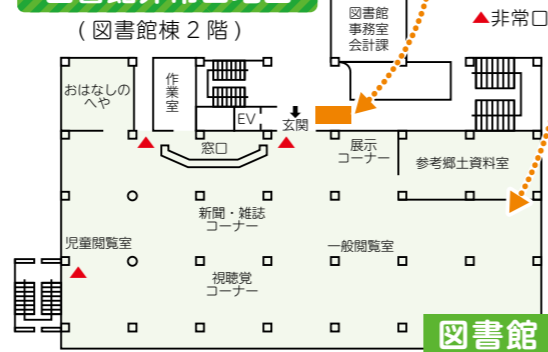 (図書館棟2階)
図書館
事務室
会計課
▲非常口
おはなしの
へや
作
業
室
EV
玄関
窓口
展示
コーナー
参考郷土資料室
新聞・雑誌
コーナー
児童閲覧室
一般閲覧室
視聴覚
コーナー
図書館